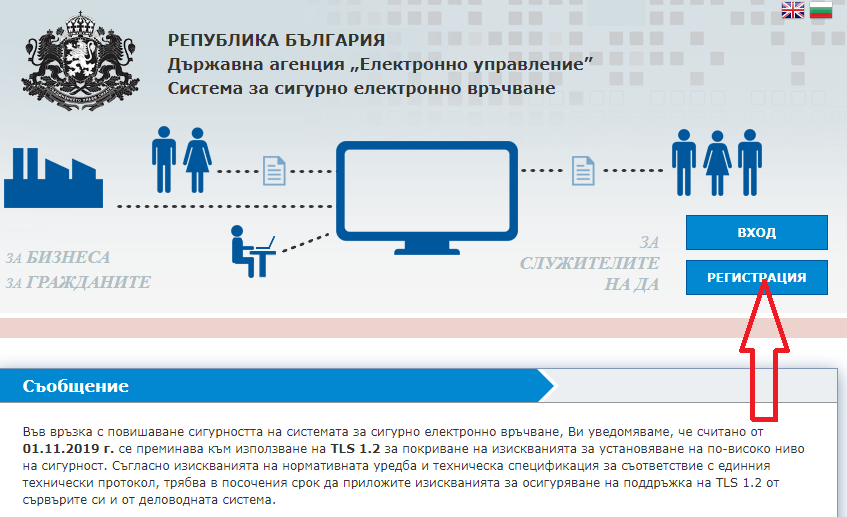 РЕПУБЛИКА БЪЛГАРИЯ
Държавна агенция „Електронно управление”
Система за сигурно електронно връчване
ЗА БИЗНЕСА
ЗА ГРАЖДАНИТЕ
ЗА
СЛУЖИТЕЛИТЕ
НА ДА
ВХОД
РЕГИСТРАЦИЯ
Съобщение
Във връзка с повишаване сигурността на системата за сигурно електронно връчване, Ви уведомяваме, че считано от
01.11.2019 г. се преминава към използване на TLS 1.2 за покриване на изискванията за установяване на по-високо ниво
на сигурност. Съгласно изискванията на нормативната уредба и техническа спецификация за съответствие с единния
технически протокол, трябва в посочения срок да приложите изискванията за осигуряване на поддръжка на TLS 1.2 от
сървърите си и от деловодната система.